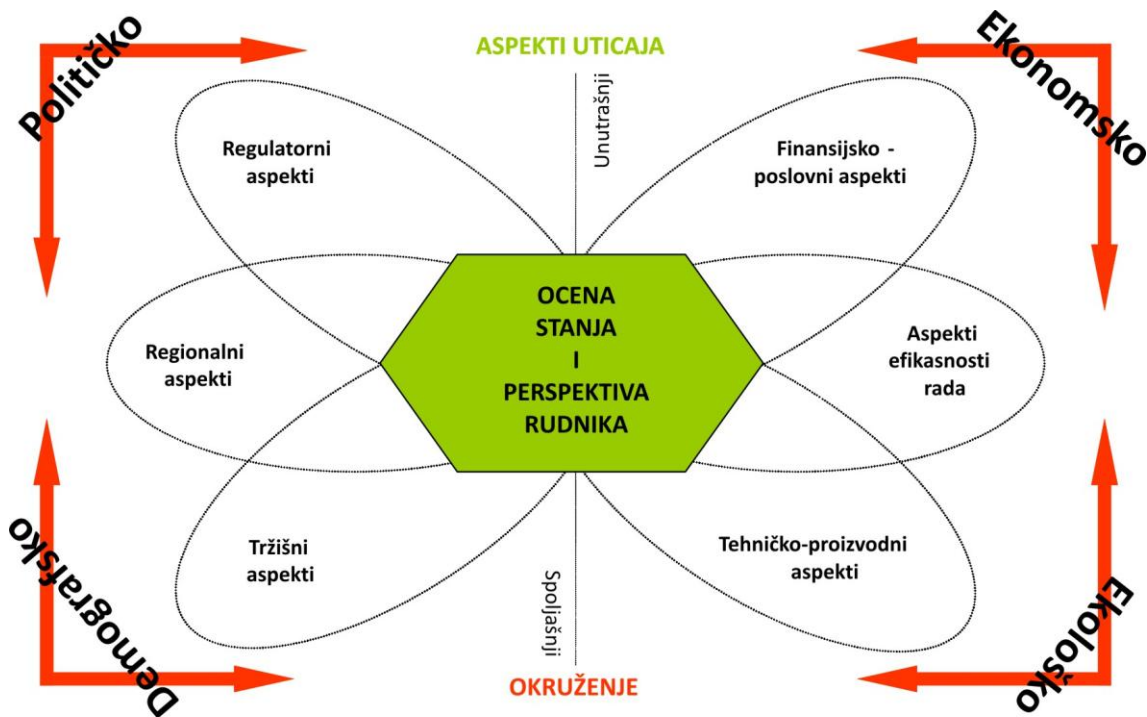 Političko
ASPEKTI UTICAJA
Ekonomsko
Unutrašnji
Regulatorni
aspekti
Finansijsko -
poslovni aspekti
OCENA
STANJA
I
PERSPEKTIVA
RUDNIKA
Regionalni
aspekti
Aspekti
efikasnosti
rada
Tržišni
aspekti
Tehničko-proizvodni
aspekti
Spoljašnji
Demografsko
OKRUŽENJE
Ekološko